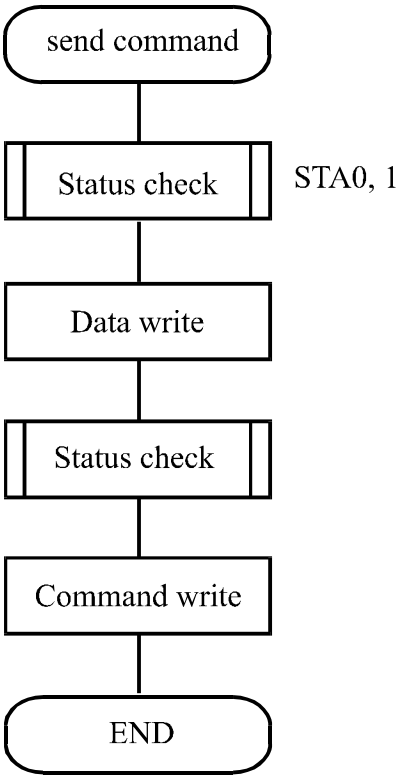 send command
Status check
STA0, 1
Data write
Status check
Command write
END